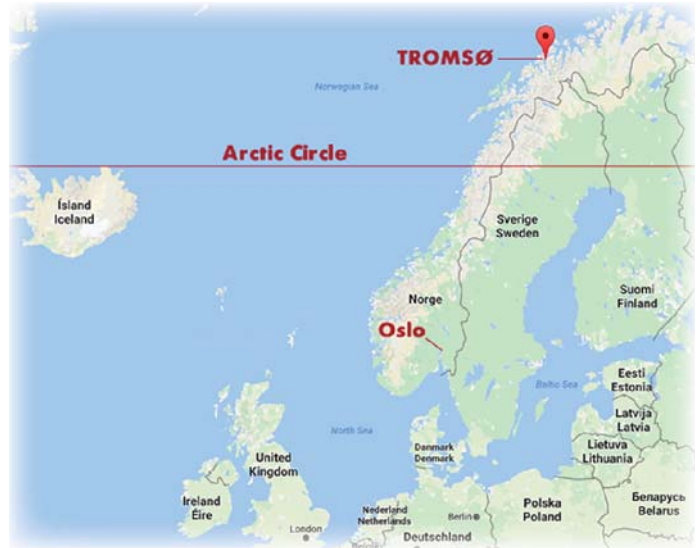 TROMSØ
Norwegian Sea
Arctic Circle
Ísland
Iceland
Sverige
Sweden
Suomi
Finland
Norge
Oslo
Eesti
Estonia
Baltic Sea
Latvija
Latvia
North Sea
Danmark
Denmark
Lietuva
Lithuania
United
Kingdom
Ireland
Éire
Polska
Poland
Беларусь
Belarus
Nederland
Netherlands
Berlin
London
Deutschland